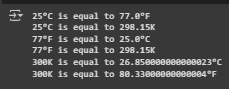 25°C is equal to 77.0°F
25°C is equal to 298.15K
77°F is equal to 25.0°C
77°F is equal to 298.15K
300K is equal to 26.850000000000023°C
300K is equal to 80.33000000000004°F